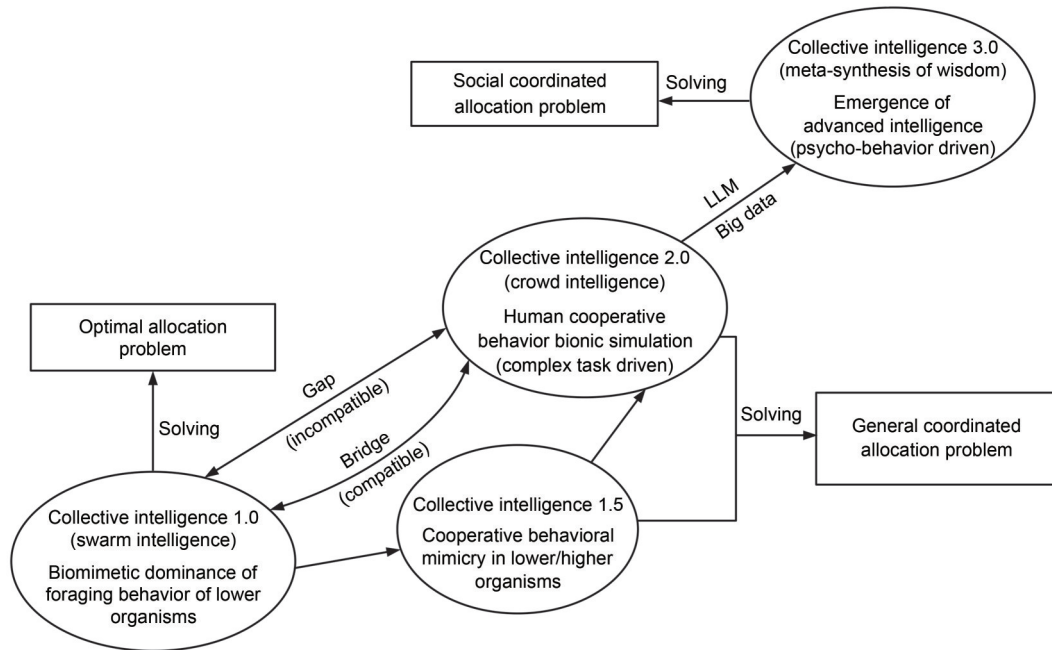 Collective intelligence 3.0
(meta-synthesis of wisdom)
Emergence of
advanced intelligence
(psycho-behavior driven)
Solving
Social coordinated
allocation problem
LLM
Big data
Collective intelligence 2.0
(crowd intelligence)
Human cooperative
behavior bionic simulation
(complex task driven)
Optimal allocation
problem
Solving
Gap
(incompatible)
Bridge
(compatible)
Solving
General coordinated
allocation problem
Collective intelligence 1.5
Cooperative behavioral
mimicry in lower/higher
organisms
Collective intelligence 1.0
(swarm intelligence)
Biomimetic dominance of
foraging behavior of lower
organisms